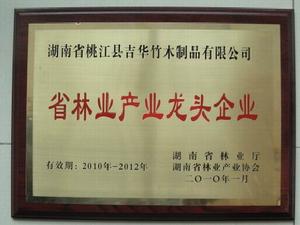 湖南省桃江县吉华竹木制品有限公司
省林业产业龙头企业
有效期：2010年-2012年
湖南省林业厅
湖南省林业产业协会
二〇一〇年一月